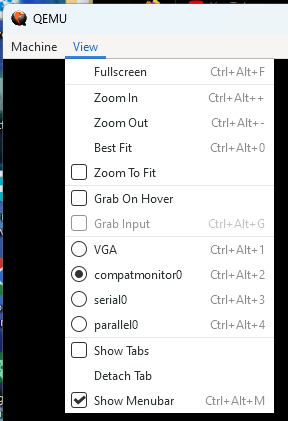 QEMU
Machine View
Fullscreen Ctrl+Alt+F
Zoom In Ctrl+Alt++
Zoom Out Ctrl+Alt+-
Best Fit Ctrl+Alt+0
Zoom To Fit
Grab On Hover
Grab Input Ctrl+Alt+G
VGA Ctrl+Alt+1
compatmonitor0 Ctrl+Alt+2
serial0 Ctrl+Alt+3
parallel0 Ctrl+Alt+4
Show Tabs
Detach Tab
Show Menubar Ctrl+Alt+M